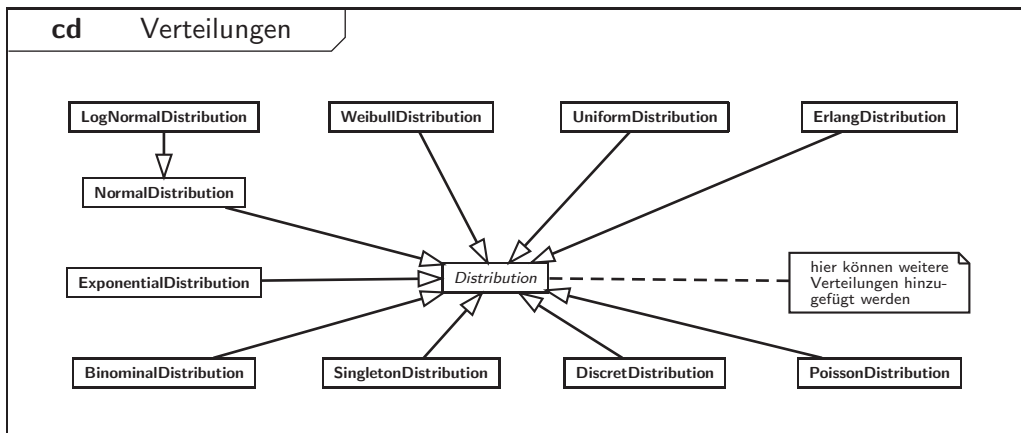 cd Verteilungen
LogNormalDistribution
WeibullDistribution
UniformDistribution
ErlangDistribution
NormalDistribution
ExponentialDistribution
Distribution
hier können weitere
Verteilungen hinzu-
gefügt werden
BinominalDistribution
SingletonDistribution
DiscretDistribution
PoissonDistribution